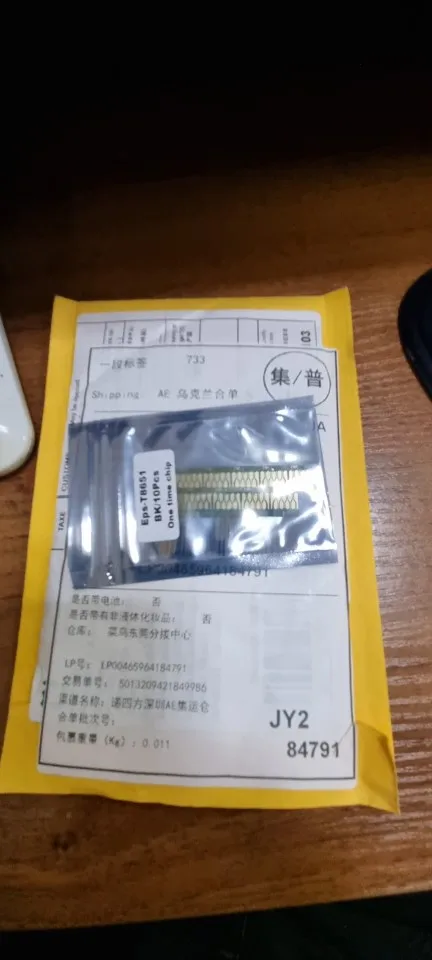 03
一段标签 733
集/普
Shipping: AE 乌克兰合单
TAXE
CUSTOM
Eps-T8651
BK/10Pcs
One time chip
LP00465964184791
是否带电池: 否
是否带有非液体化妆品: 否
仓库: 菜鸟东莞分拨中心
LP号: LP00465964184791
交易单号: 5013209421849986
渠道名称: 递四方深圳AE集运仓
合单批次号:
包裹重量 (Kg): 0.011
JY2
84791